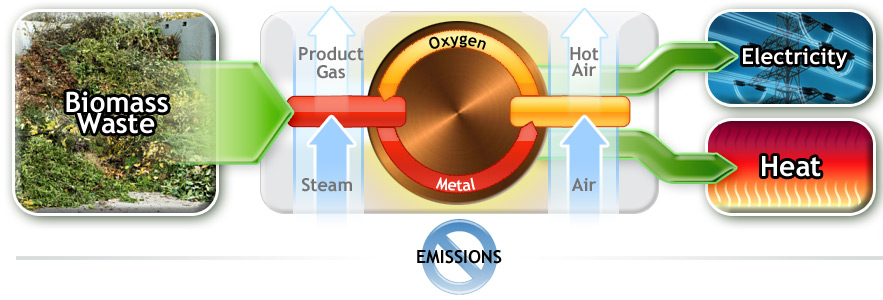 Biomass
Waste
Product
Gas
Steam
Oxygen
Metal
Hot
Air
Air
Electricity
Heat
EMISSIONS